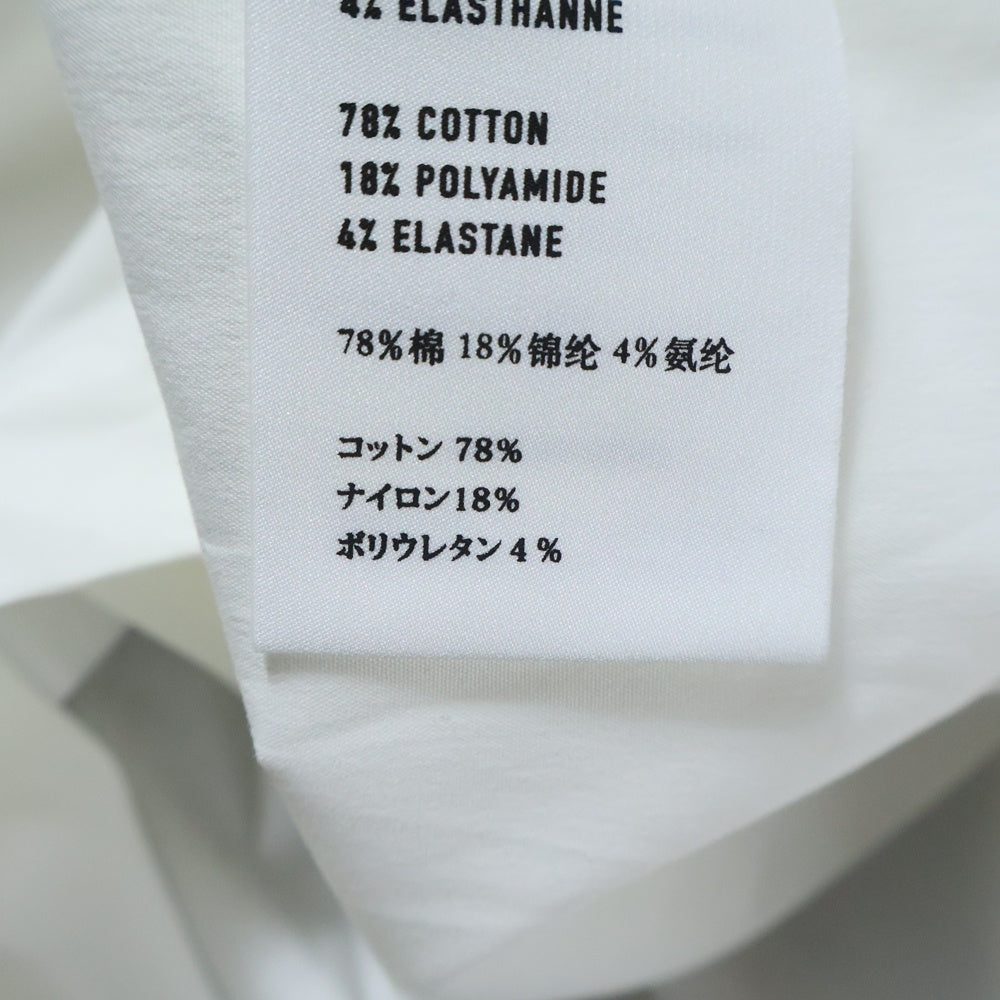 4% ELASTHANNE
78% COTTON
18% POLYAMIDE
4% ELASTANE
78%棉 18%锦纶 4%氨纶
コットン 78%
ナイロン18%
ポリウレタン 4 %